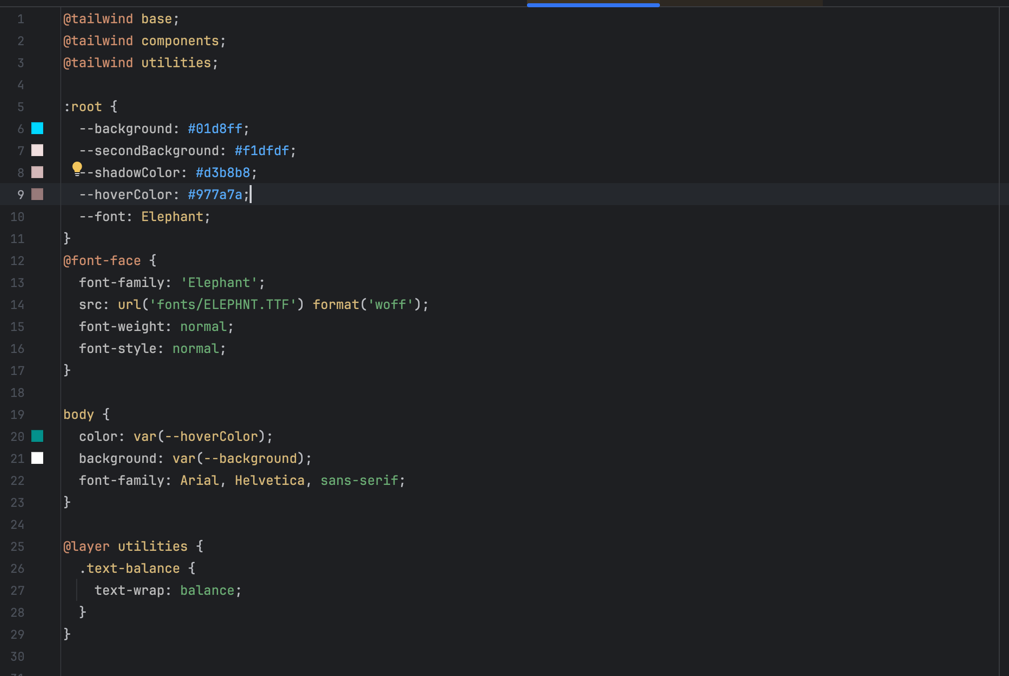 1 @tailwind base;
2 @tailwind components;
3 @tailwind utilities;
4
5 :root {
6 --background: #01d8ff;
7 --secondBackground: #f1dfdf;
8 --shadowColor: #d3b8b8;
9 --hoverColor: #977a7a;
10 --font: Elephant;
11 }
12 @font-face {
13 font-family: 'Elephant';
14 src: url('fonts/ELEPHNT.TTF') format('woff');
15 font-weight: normal;
16 font-style: normal;
17 }
18
19 body {
20 color: var(--hoverColor);
21 background: var(--background);
22 font-family: Arial, Helvetica, sans-serif;
23 }
24
25 @layer utilities {
26 .text-balance {
27 text-wrap: balance;
28 }
29 }
30